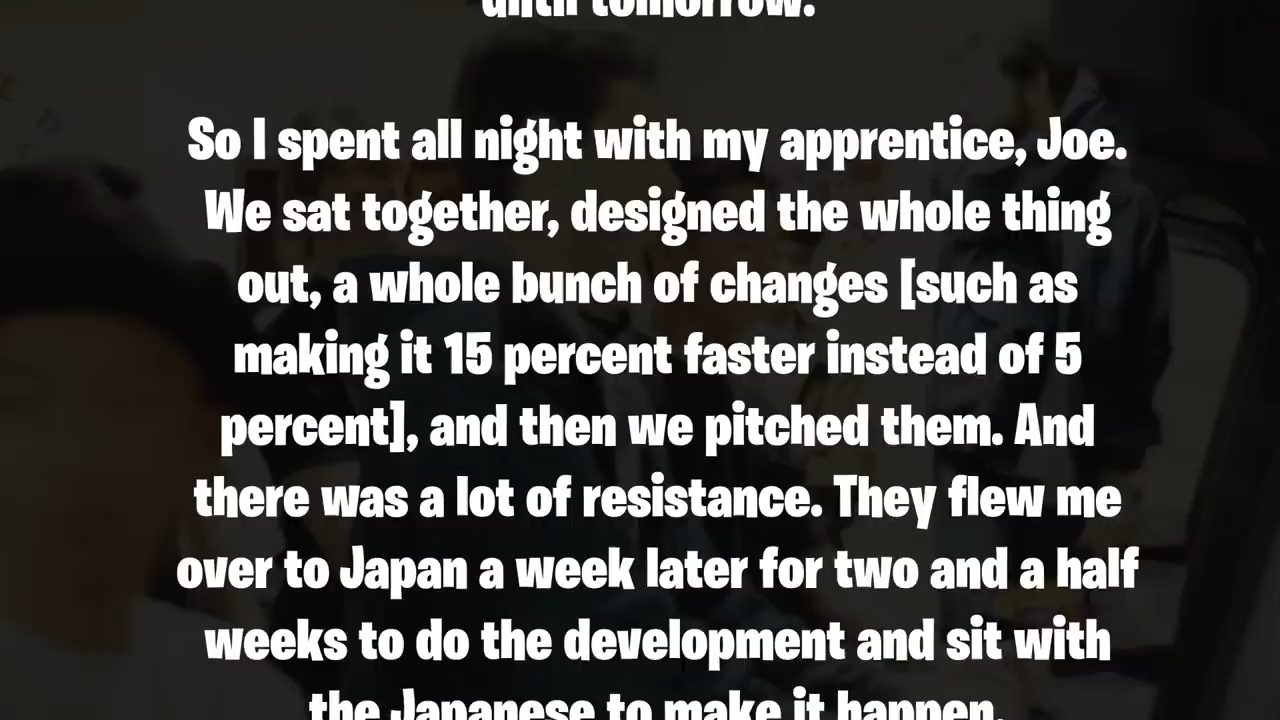 until tomorrow.
So I spent all night with my apprentice, Joe.
We sat together, designed the whole thing
out, a whole bunch of changes [such as
making it 15 percent faster instead of 5
percent], and then we pitched them. And
there was a lot of resistance. They flew me
over to Japan a week later for two and a half
weeks to do the development and sit with
the Japanese to make it happen.